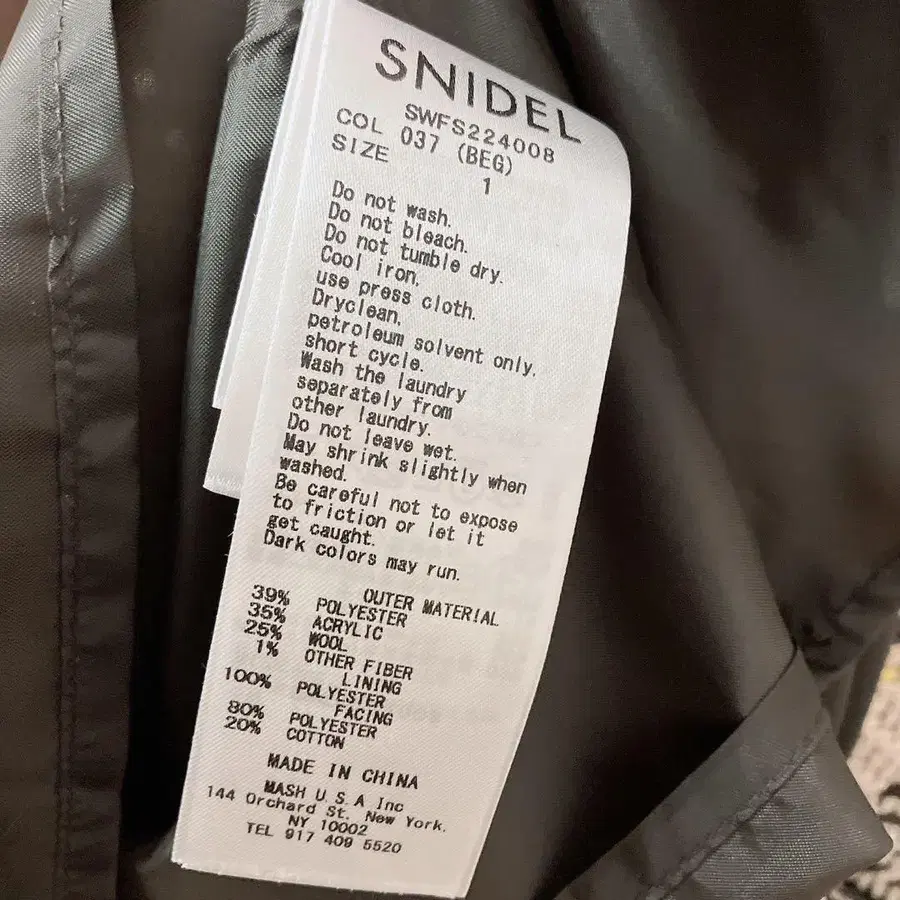 SNIDEL
SWFS224008
COL 037 (BEG)
SIZE 1
Do not wash.
Do not bleach.
Do not tumble dry.
Cool iron,
use press cloth.
Dryclean,
petroleum solvent only,
short cycle.
Wash the laundry
separately from
other laundry.
Do not leave wet.
May shrink slightly when
washed.
Be careful not to expose
to friction or let it
get caught.
Dark colors may run.
OUTER MATERIAL
39% POLYESTER
35% ACRYLIC
25% WOOL
1% OTHER FIBER
LINING
100% POLYESTER
FACING
80% POLYESTER
20% COTTON
MADE IN CHINA
MASH U S A Inc
144 Orchard St. New York.
NY 10002
TEL 917 409 5520